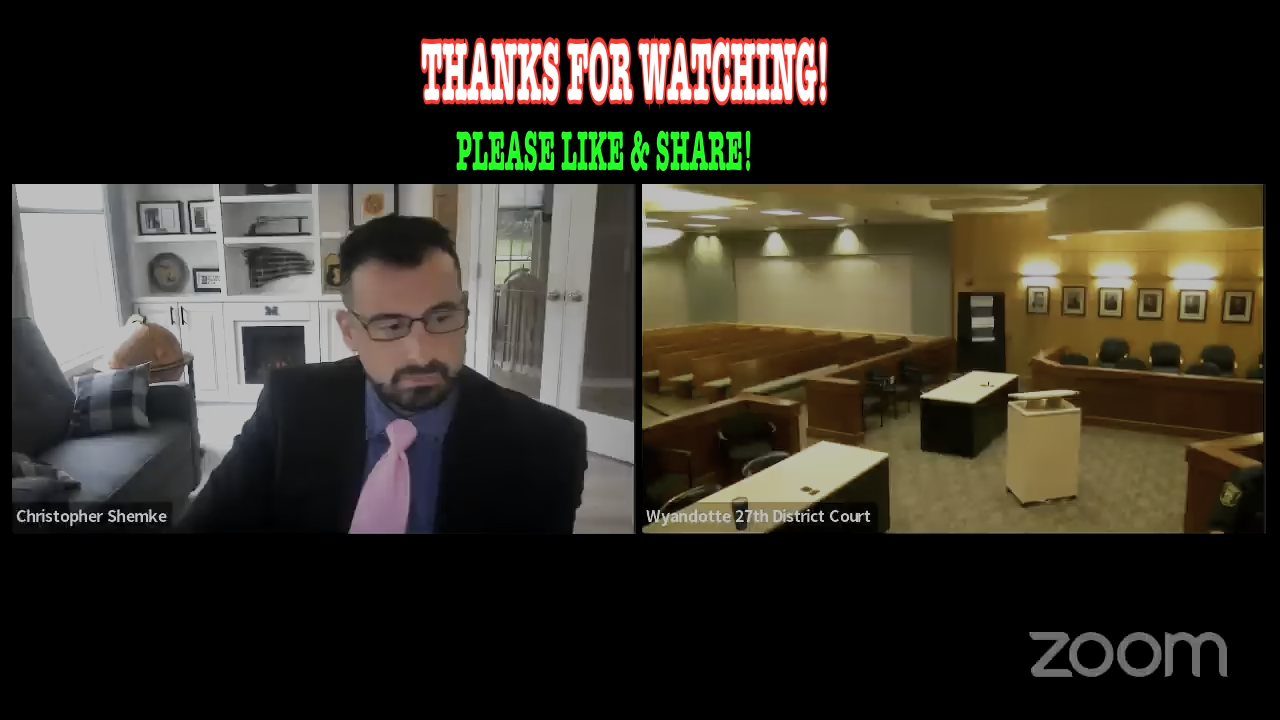 THANKS FOR WATCHING!
PLEASE LIKE & SHARE!
Christopher Shemke
Wyandotte 27th District Court
zoom